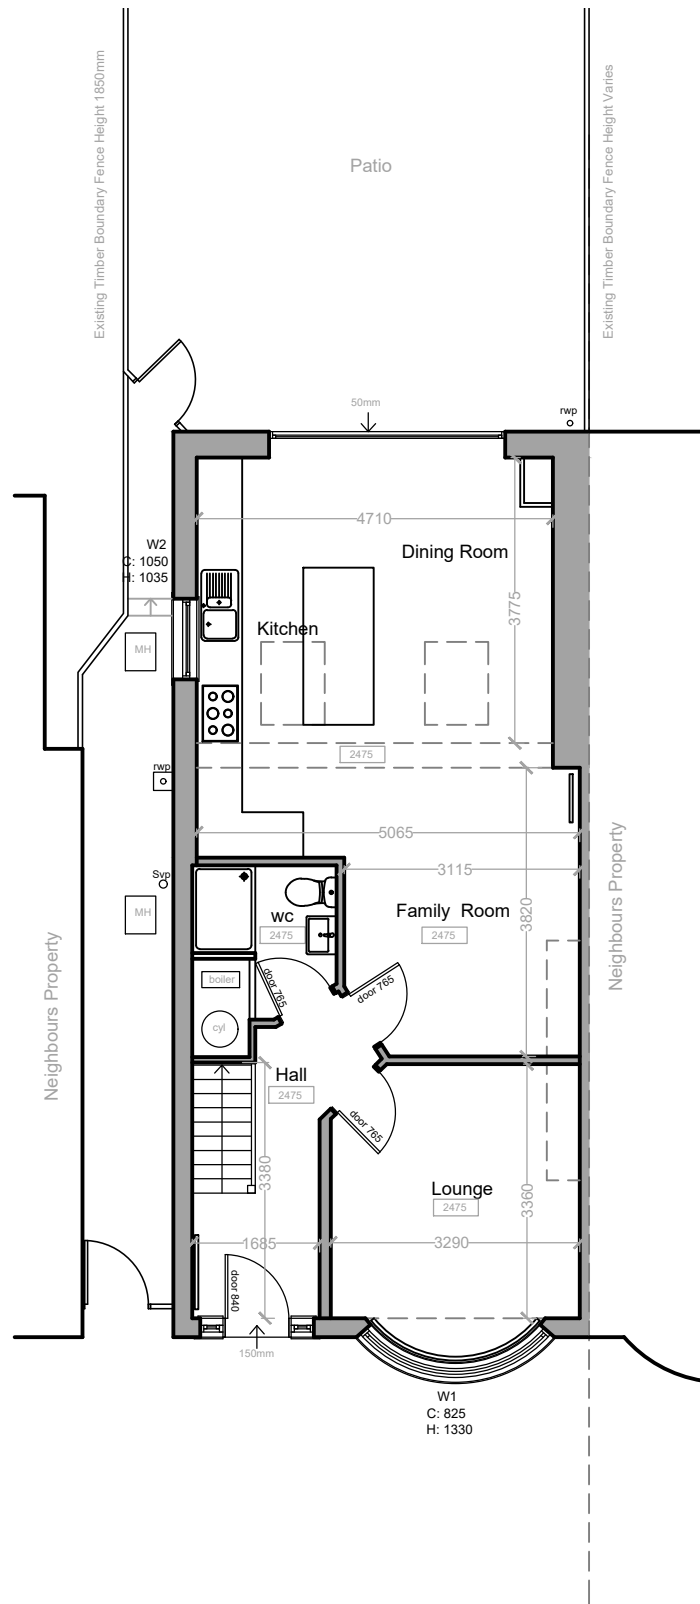 Existing Timber Boundary Fence Height 1850mm
Existing Timber Boundary Fence Height Varies
Patio
50mm
rwp
4710
W2
C: 1050
H: 1035
Dining Room
3775
Kitchen
MH
2475
rwp
5065
3115
Svp
MH
wc
2475
Family Room
2475
3820
Neighbours Property
Neighbours Property
boiler
door 765
door 765
cyl
Hall
2475
door 765
3380
Lounge
2475
3360
1685
3290
door 840
150mm
W1
C: 825
H: 1330